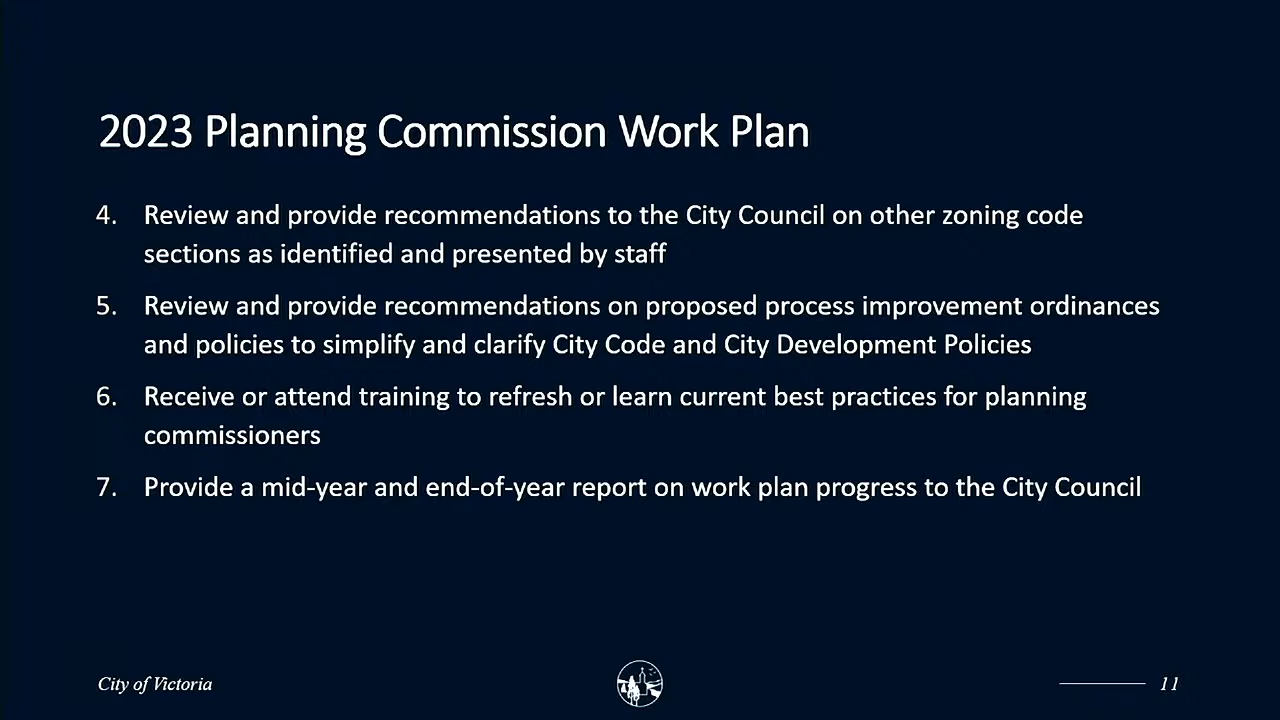 2023 Planning Commission Work Plan
4. Review and provide recommendations to the City Council on other zoning code
sections as identified and presented by staff
5. Review and provide recommendations on proposed process improvement ordinances
and policies to simplify and clarify City Code and City Development Policies
6. Receive or attend training to refresh or learn current best practices for planning
commissioners
7. Provide a mid-year and end-of-year report on work plan progress to the City Council
City of Victoria
11